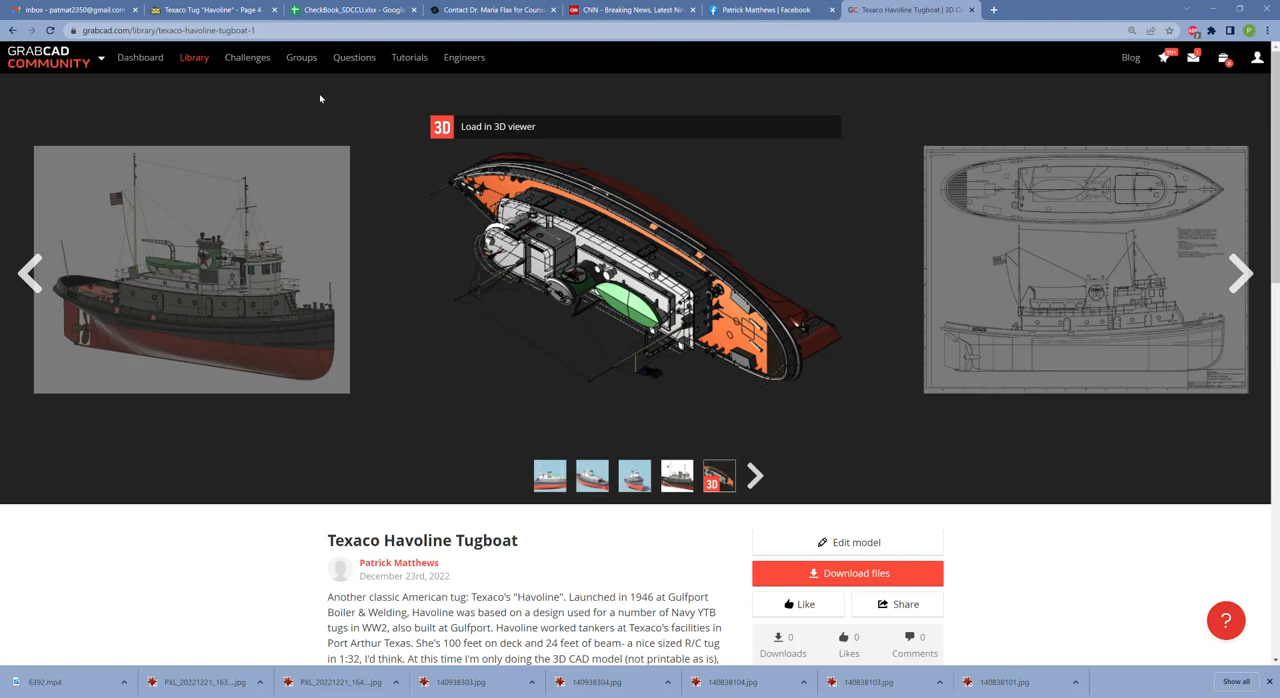 Inbox - patmat2350@gmail.com
Texaco Tug "Havoline" - Page 4
CheckBook_SDCCU.xlsx - Google
Contact Dr. Maria Flax for Couns
CNN - Breaking News, Latest Ne
Patrick Matthews | Facebook
GC Texaco Havoline Tugboat | 3D C
grabcad.com/library/texaco-havoline-tugboat-1
GRABCAD
COMMUNITY
Dashboard Library Challenges Groups Questions Tutorials Engineers Blog
99+
1
3D Load in 3D viewer
3D
Texaco Havoline Tugboat
Patrick Matthews
December 23rd, 2022
Another classic American tug: Texaco's "Havoline". Launched in 1946 at Gulfport
Boiler & Welding, Havoline was based on a design used for a number of Navy YTB
tugs in WW2, also built at Gulfport. Havoline worked tankers at Texaco's facilities in
Port Arthur Texas. She's 100 feet on deck and 24 feet of beam- a nice sized R/C tug
in 1:32, I'd think. At this time I'm only doing the 3D CAD model (not printable as is),
Edit model
Download files
Like Share
0 0 0
Downloads Likes Comments
?
6392.mp4
PXL_20221221_163....jpg
PXL_20221221_164....jpg
140938303.jpg
140938304.jpg
140838104.jpg
140838103.jpg
140838101.jpg
Show all